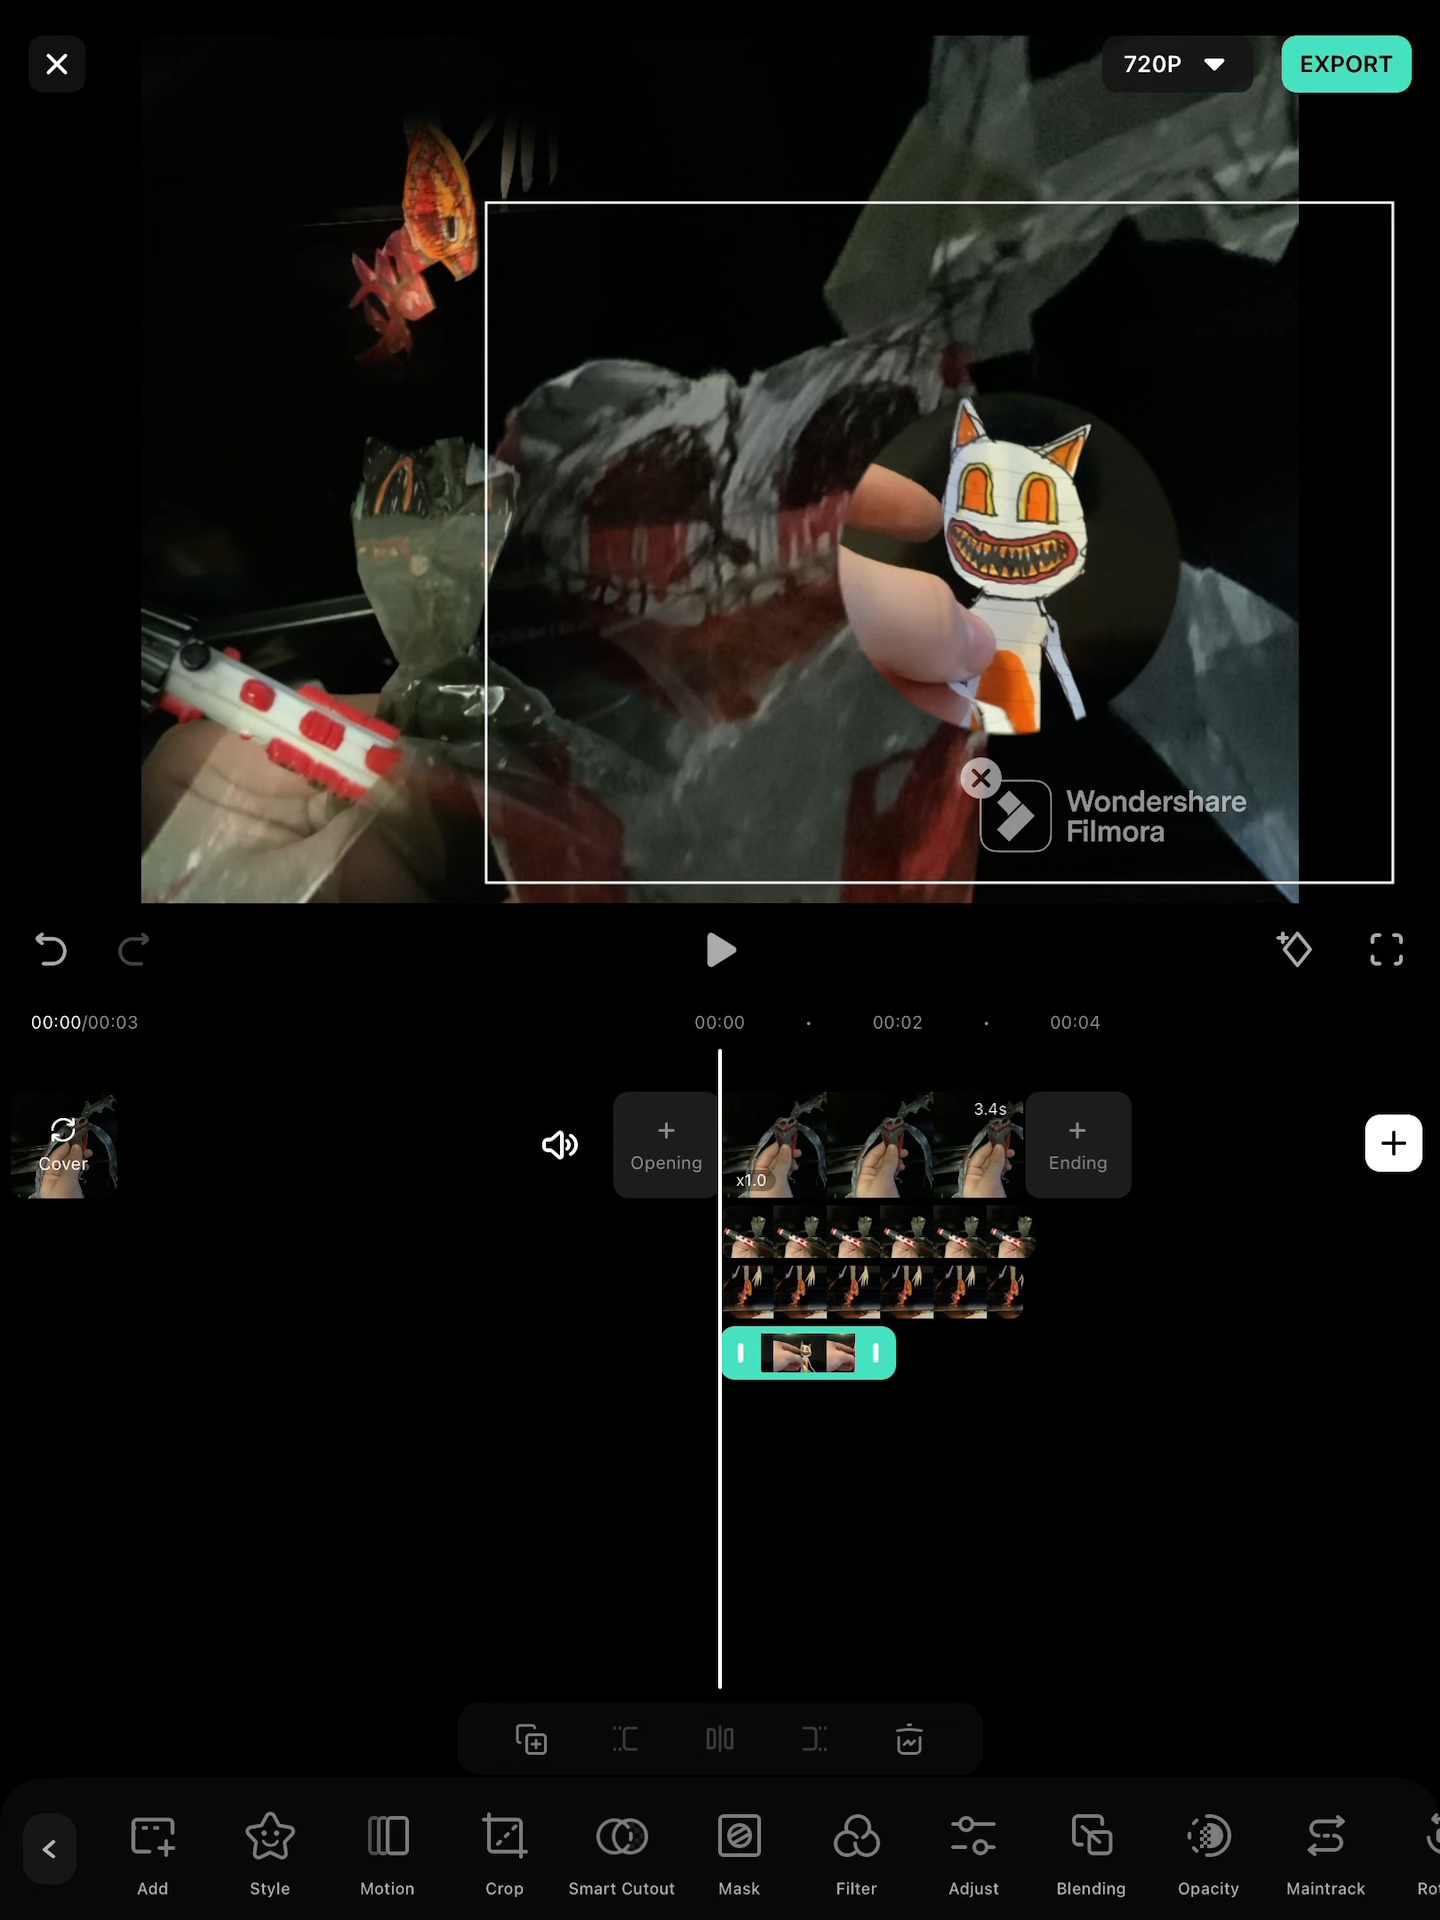 720P
EXPORT
Wondershare
Filmora
00:00/00:03
00:00
00:02
00:04
Cover
+
Opening
x1.0
3.4s
+
Ending
Add
Style
Motion
Crop
Smart Cutout
Mask
Filter
Adjust
Blending
Opacity
Maintrack